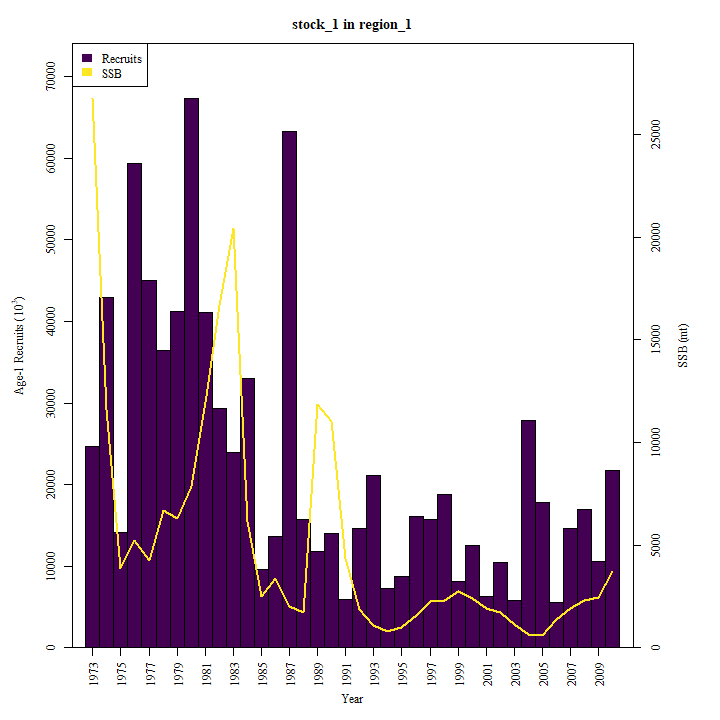 stock_1 in region_1
Recruits
SSB
70000
60000
50000
40000
30000
20000
10000
0
Age-1 Recruits (10³)
25000
20000
15000
10000
5000
0
SSB (mt)
1973 1975 1977 1979 1981 1983 1985 1987 1989 1991 1993 1995 1997 1999 2001 2003 2005 2007 2009
Year